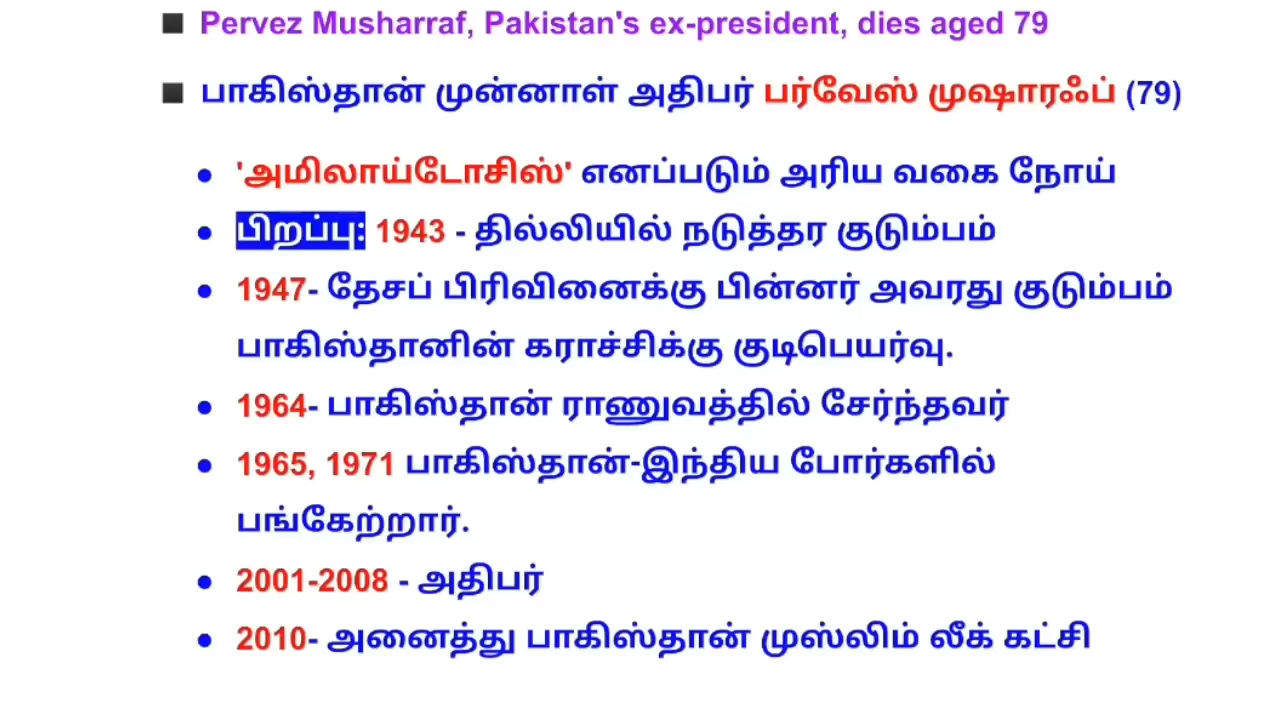 Pervez Musharraf, Pakistan's ex-president, dies aged 79
பாகிஸ்தான் முன்னாள் அதிபர் பர்வேஸ் முஷாரஃப் (79)
'அமிலாய்டோசிஸ்' எனப்படும் அரிய வகை நோய்
பிறப்பு: 1943 - தில்லியில் நடுத்தர குடும்பம்
1947- தேசப் பிரிவினைக்கு பின்னர் அவரது குடும்பம்
பாகிஸ்தானின் கராச்சிக்கு குடிபெயர்வு.
1964- பாகிஸ்தான் ராணுவத்தில் சேர்ந்தவர்
1965, 1971 பாகிஸ்தான்-இந்திய போர்களில்
பங்கேற்றார்.
2001-2008 - அதிபர்
2010- அனைத்து பாகிஸ்தான் முஸ்லிம் லீக் கட்சி